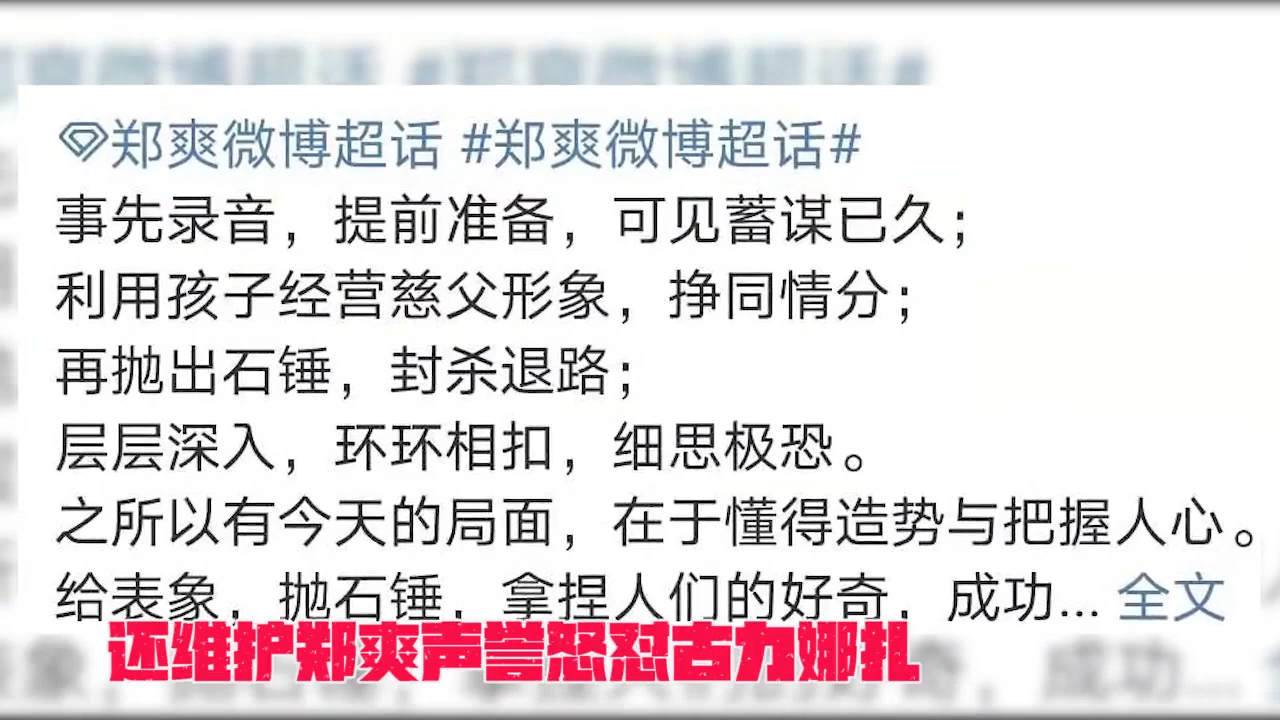 郑爽微博超话 #郑爽微博超话#
事先录音，提前准备，可见蓄谋已久；
利用孩子经营慈父形象，挣同情分；
再抛出石锤，封杀退路；
层层深入，环环相扣，细思极恐。
之所以有今天的局面，在于懂得造势与把握人心。
给表象，抛石锤，拿捏人们的好奇，成功... 全文
还维护郑爽声誉怒怼古力娜扎